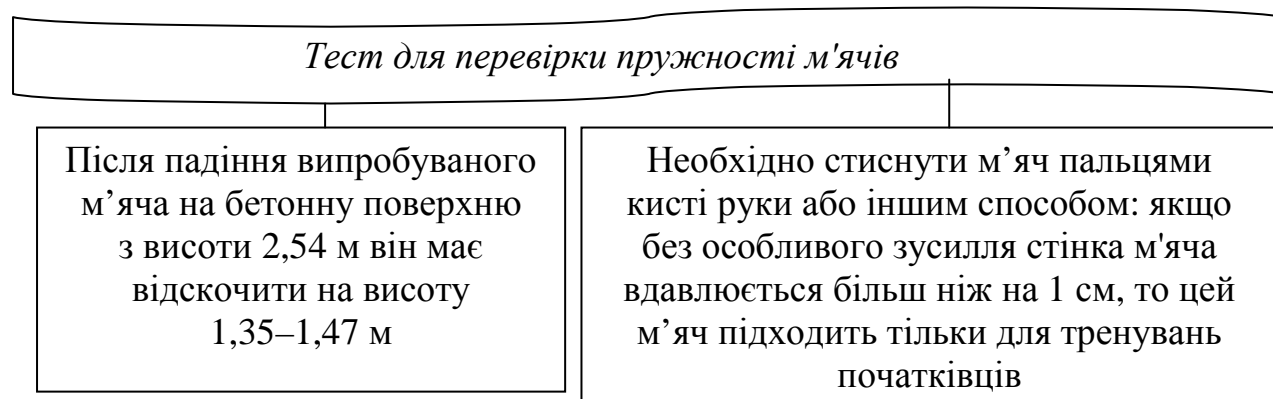 Тест для перевірки пружності м'ячів
Після падіння випробуваного
м’яча на бетонну поверхню
з висоти 2,54 м він має
відскочити на висоту
1,35–1,47 м
Необхідно стиснути м’яч пальцями
кисті руки або іншим способом: якщо
без особливого зусилля стінка м'яча
вдавлюється більш ніж на 1 см, то цей
м’яч підходить тільки для тренувань
початківців